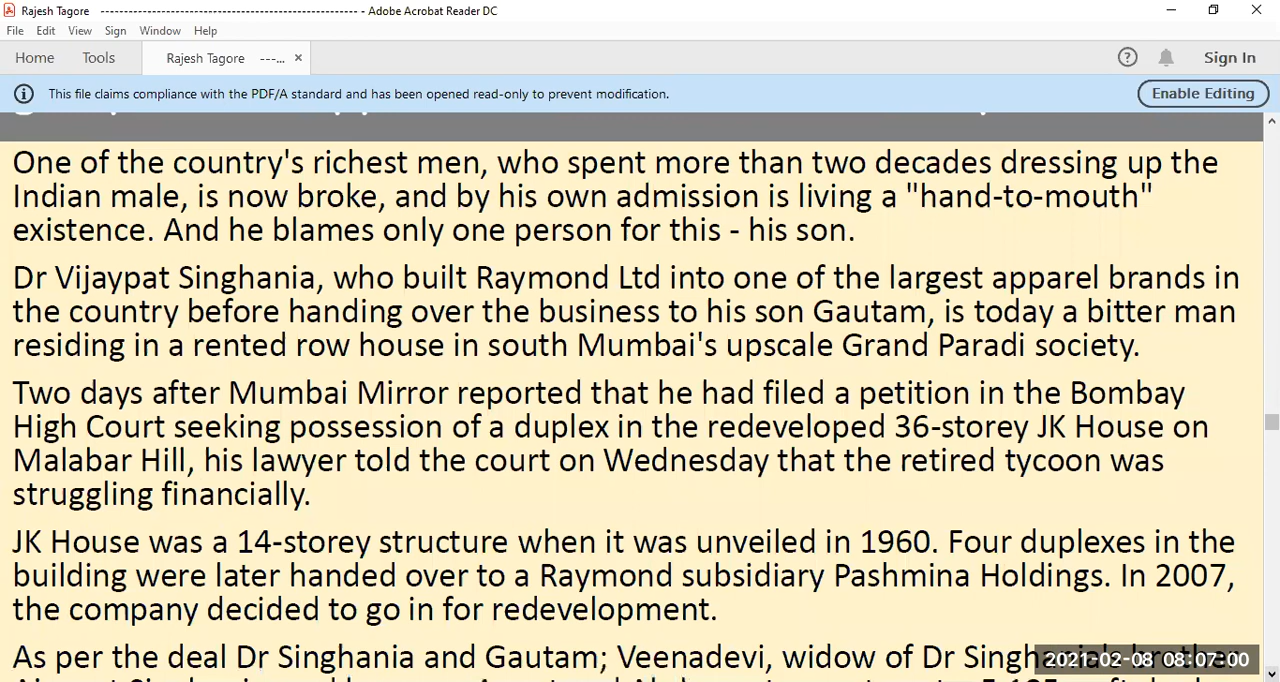 Rajesh Tagore ---------------------------------------------------- - Adobe Acrobat Reader DC
File Edit View Sign Window Help
Home Tools Rajesh Tagore ---... × ? Sign In
This file claims compliance with the PDF/A standard and has been opened read-only to prevent modification. Enable Editing
One of the country's richest men, who spent more than two decades dressing up the
Indian male, is now broke, and by his own admission is living a "hand-to-mouth"
existence. And he blames only one person for this - his son.
Dr Vijaypat Singhania, who built Raymond Ltd into one of the largest apparel brands in
the country before handing over the business to his son Gautam, is today a bitter man
residing in a rented row house in south Mumbai's upscale Grand Paradi society.
Two days after Mumbai Mirror reported that he had filed a petition in the Bombay
High Court seeking possession of a duplex in the redeveloped 36-storey JK House on
Malabar Hill, his lawyer told the court on Wednesday that the retired tycoon was
struggling financially.
JK House was a 14-storey structure when it was unveiled in 1960. Four duplexes in the
building were later handed over to a Raymond subsidiary Pashmina Holdings. In 2007,
the company decided to go in for redevelopment.
As per the deal Dr Singhania and Gautam; Veenadevi, widow of Dr Singhania's brother
2021-02-08 08:07:00